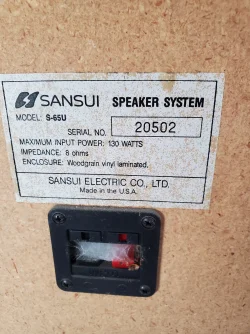 SANSUI SPEAKER SYSTEM
MODEL: S-65U
SERIAL NO. 20502
MAXIMUM INPUT POWER: 130 WATTS
IMPEDANCE: 8 ohms
ENCLOSURE: Woodgrain vinyl laminated.
SANSUI ELECTRIC CO., LTD.
Made in the U.S.A.